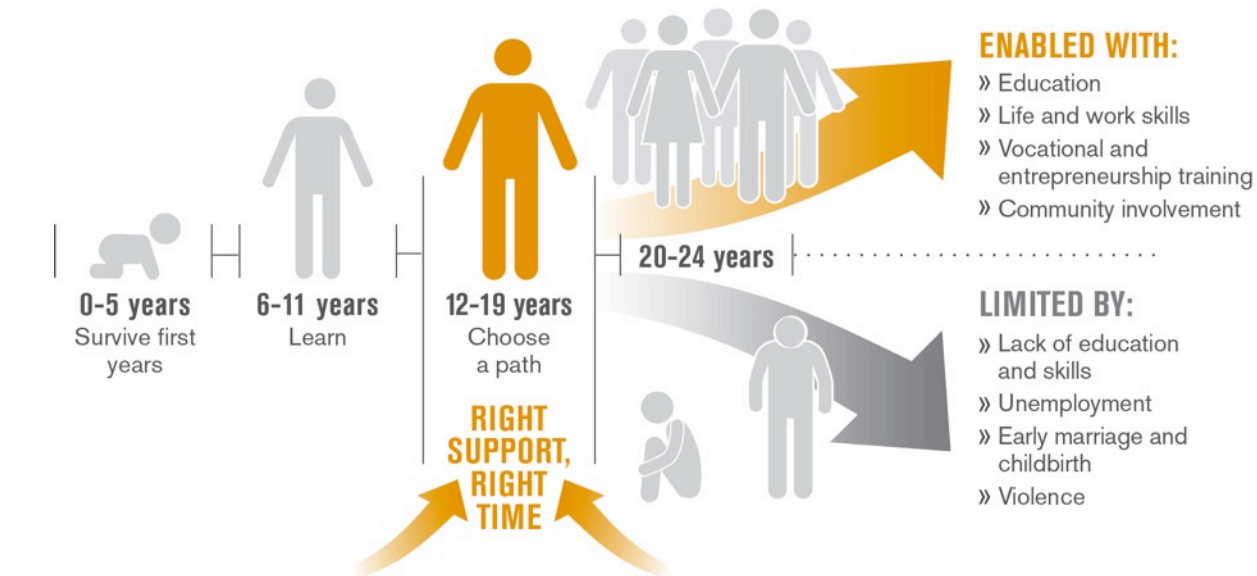 0-5 years
Survive first
years
6-11 years
Learn
12-19 years
Choose
a path
RIGHT
SUPPORT,
RIGHT
TIME
20-24 years
ENABLED WITH:
» Education
» Life and work skills
» Vocational and
entrepreneurship training
» Community involvement
LIMITED BY:
» Lack of education
and skills
» Unemployment
» Early marriage and
childbirth
» Violence